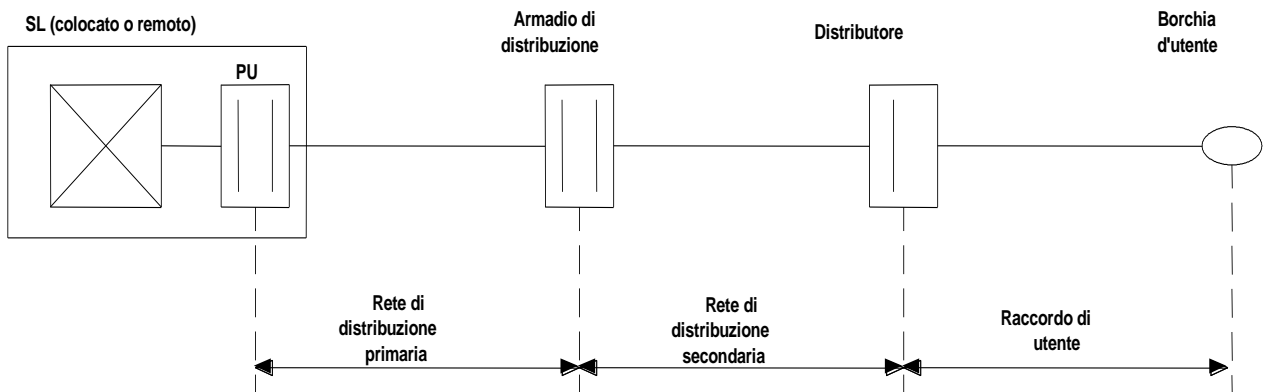 SL (colocato o remoto)
Armadio di
distribuzione
Distributore
Borchia
d'utente
PU
Rete di
distribuzione
primaria
Rete di
distribuzione
secondaria
Raccordo di
utente